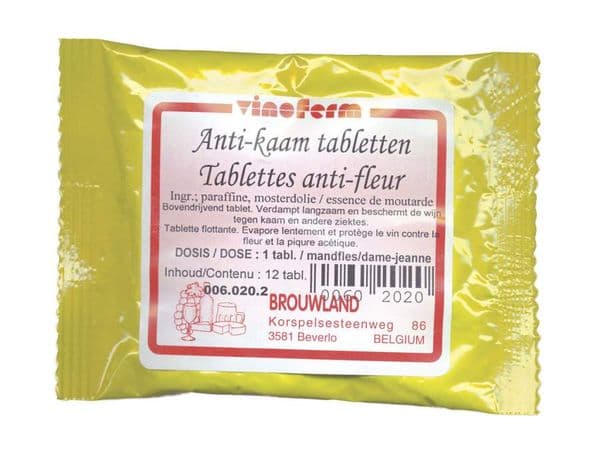 vinoferm
Anti-kaam tabletten
Tablettes anti-fleur
Ingr.; paraffine, mosterdolie / essence de moutarde
Bovendrijvend tablet. Verdampt langzaam en beschermt de wijn
tegen kaam en andere ziektes.
Tablette flottante. Evapore lentement et protège le vin contre la
fleur et la piqure acétique.
DOSIS / DOSE : 1 tabl. / mandfles/dame-jeanne
Inhoud/Contenu : 12 tabl.
006.020.2
0060 2020
BROUWLAND
Korspelsesteenweg 86
3581 Beverlo BELGIUM